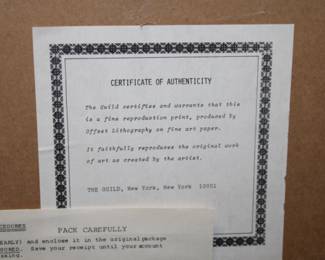 CERTIFICATE OF AUTHENTICITY
The Guild certifies and warrants that this
is a fine reproduction print, produced by
Offset Lithography on fine art paper.
It faithfully reproduces the original work
of art as created by the artist.
THE GUILD, New York, New York 10001
PACK CAREFULLY
EARLY) and enclose it in the original package
Save your receipt until your account